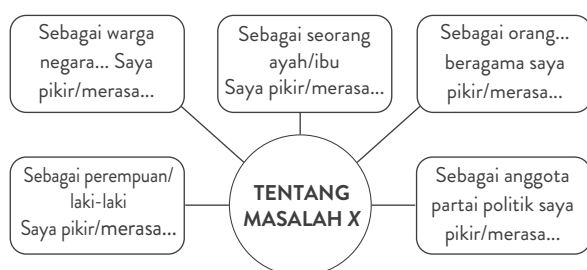 Sebagai warga
negara... Saya
pikir/merasa...
Sebagai seorang
ayah/ibu
Saya pikir/merasa...
Sebagai orang...
beragama saya
pikir/merasa...
Sebagai perempuan/
laki-laki
Saya pikir/merasa...
TENTANG
MASALAH X
Sebagai anggota
partai politik saya
pikir/merasa...